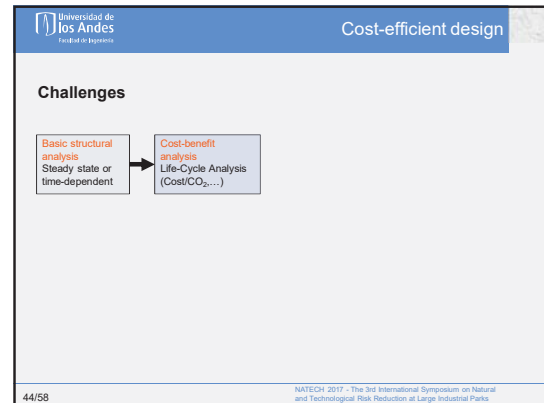 Universidad de
los Andes
Facultad de Ingeniería
Cost-efficient design
Challenges
Basic structural
analysis
Steady state or
time-dependent
Cost-benefit
analysis
Life-Cycle Analysis
(Cost/CO₂,...)
44/58
NATECH 2017 - The 3rd International Symposium on Natural
and Technological Risk Reduction at Large Industrial Parks